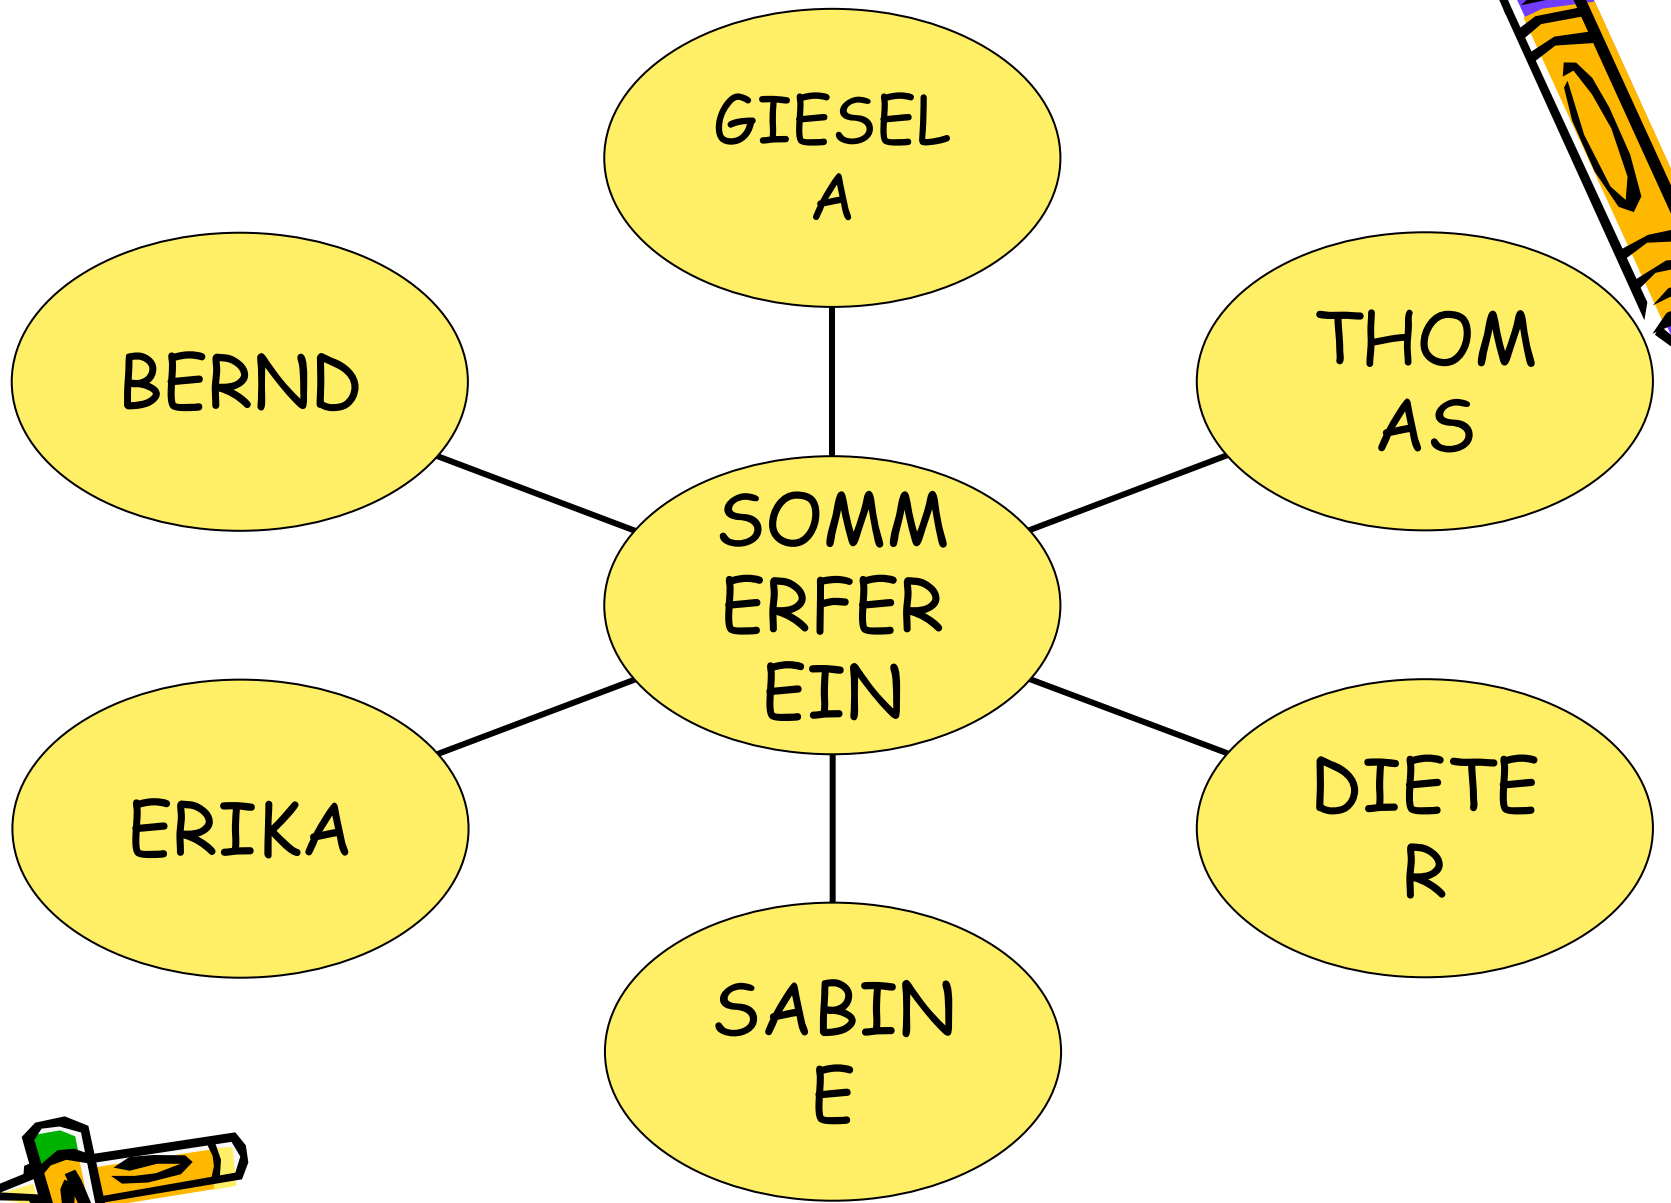 GIESEL
A
BERND
THOM
AS
SOMM
ERFER
EIN
ERIKA
DIETE
R
SABIN
E